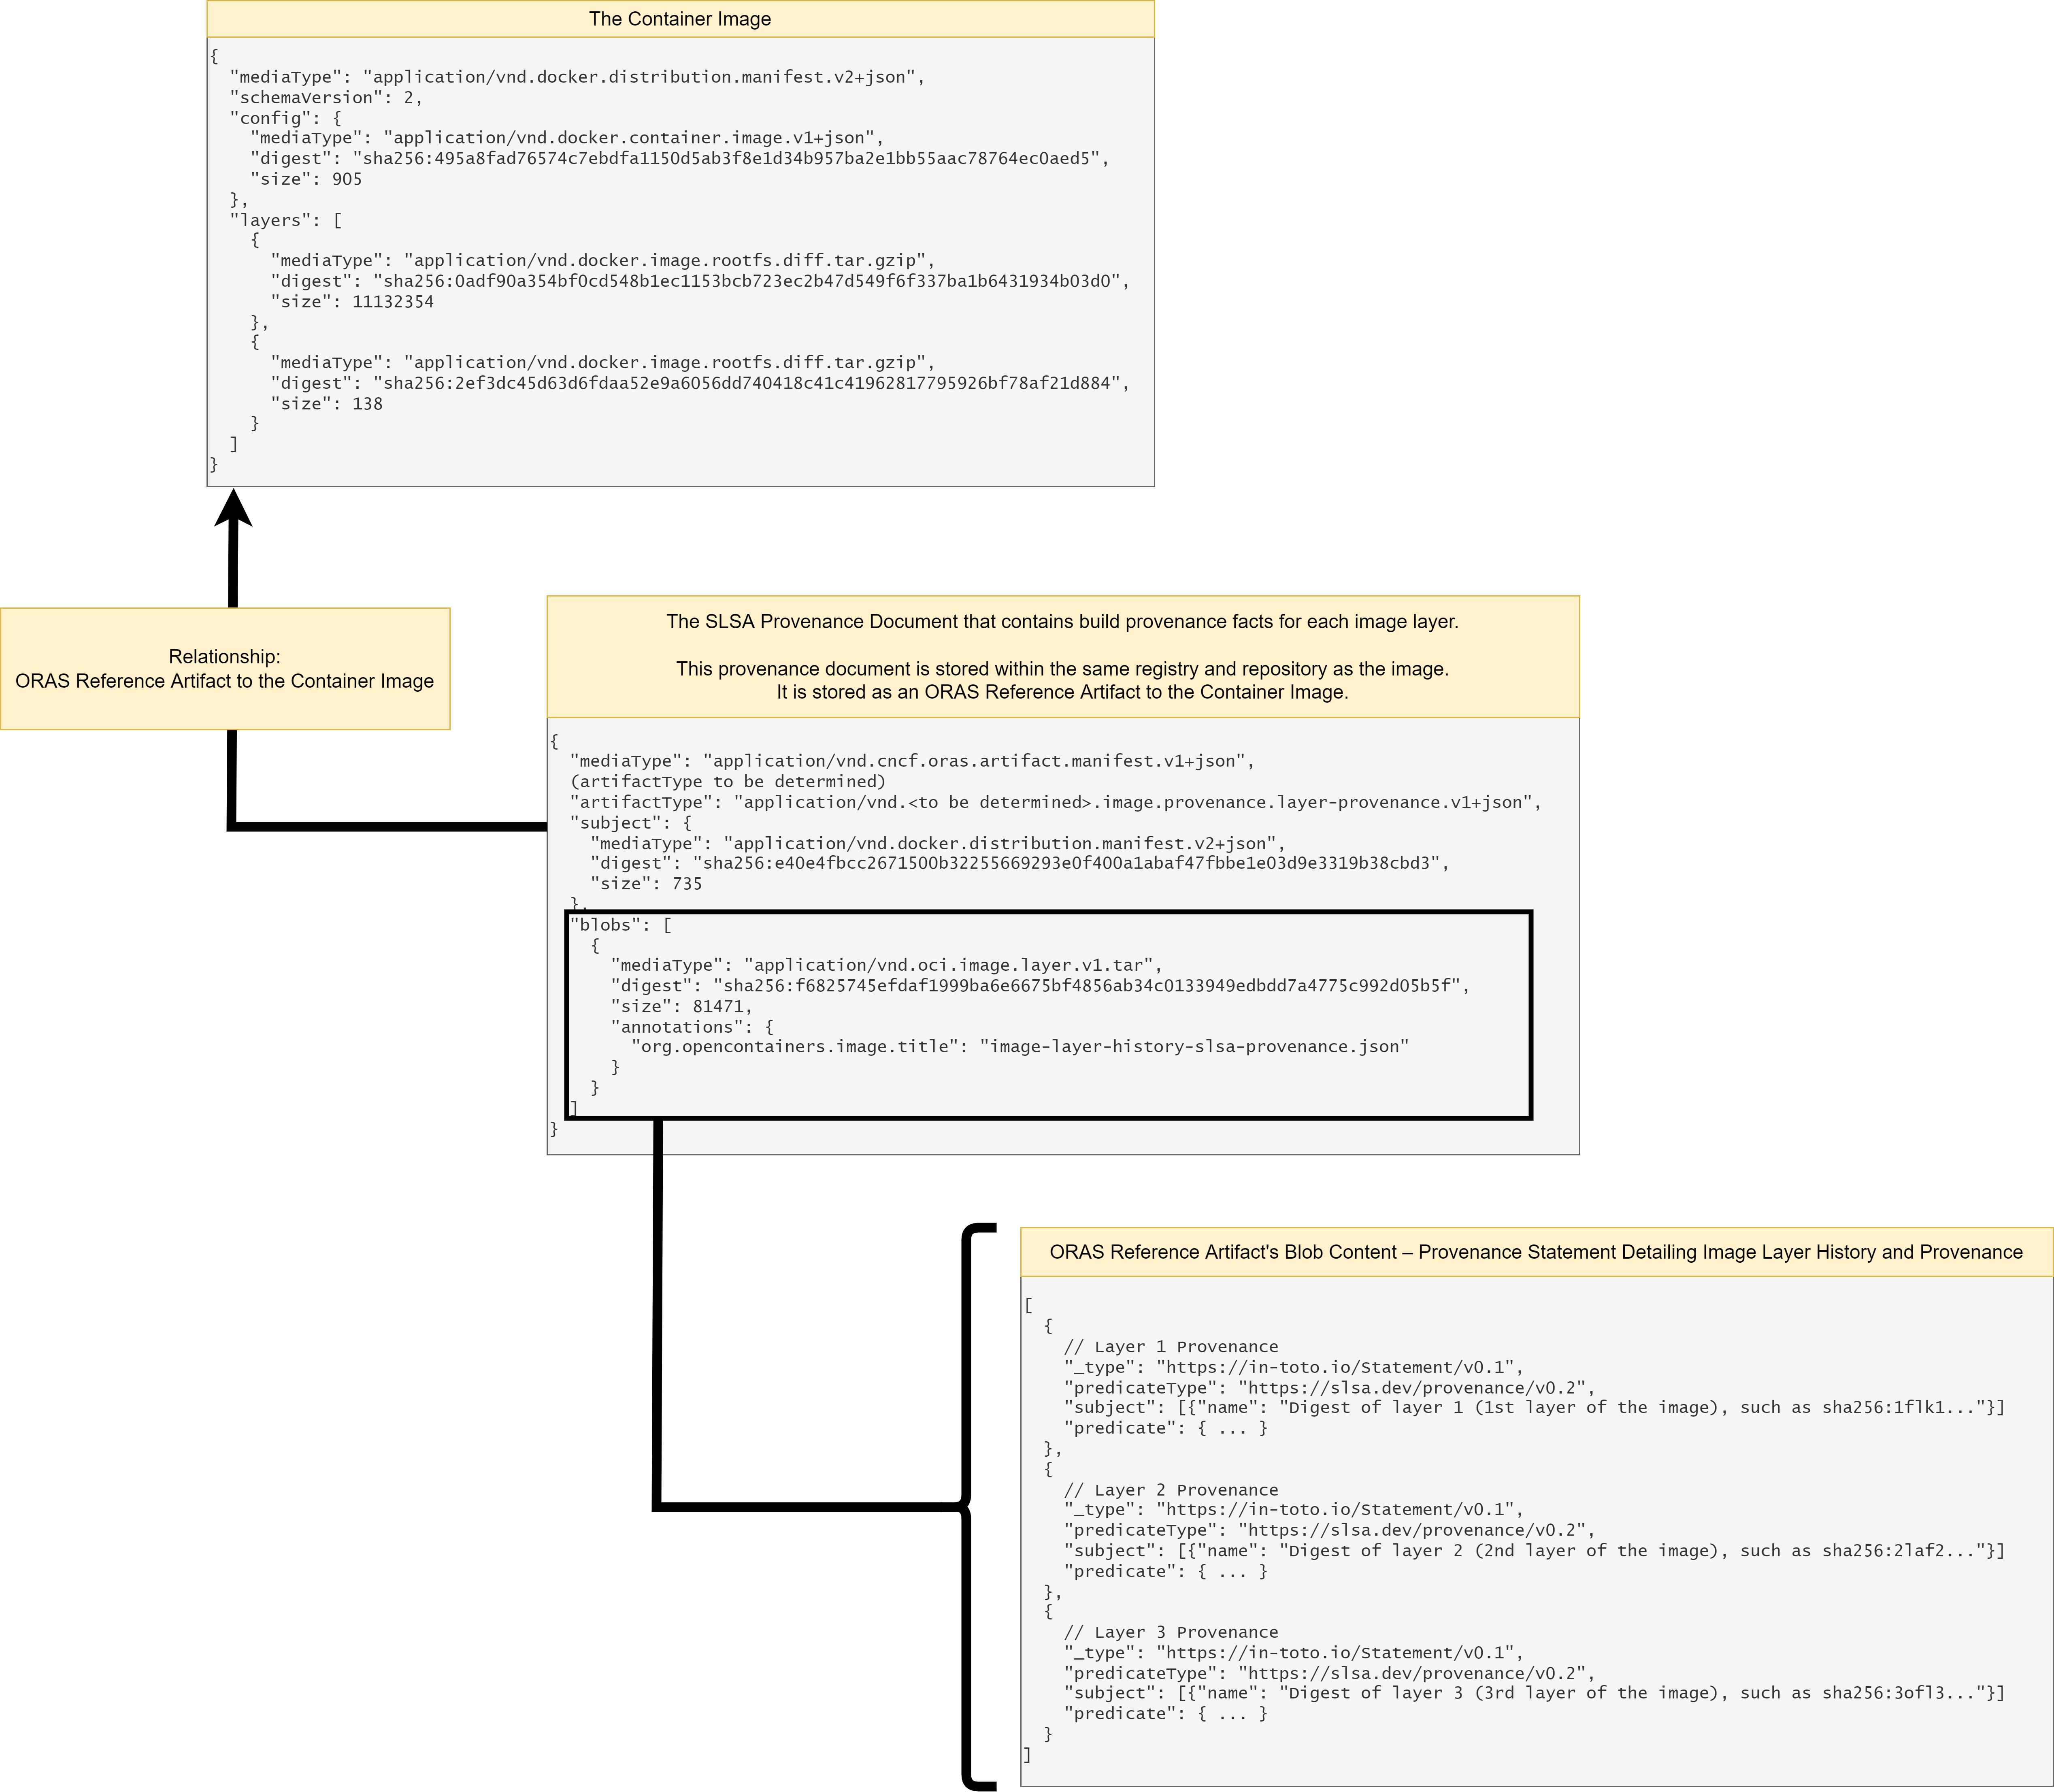 The Container Image
{
  "mediaType": "application/vnd.docker.distribution.manifest.v2+json",
  "schemaVersion": 2,
  "config": {
    "mediaType": "application/vnd.docker.container.image.v1+json",
    "digest": "sha256:495a8fad76574c7ebdfa1150d5ab3f8e1d34b957ba2e1bb55aac78764ec0aed5",
    "size": 905
  },
  "layers": [
    {
      "mediaType": "application/vnd.docker.image.rootfs.diff.tar.gzip",
      "digest": "sha256:0adf90a354bf0cd548b1ec1153bcb723ec2b47d549f6f337ba1b6431934b03d0",
      "size": 11132354
    },
    {
      "mediaType": "application/vnd.docker.image.rootfs.diff.tar.gzip",
      "digest": "sha256:2ef3dc45d63d6fdaa52e9a6056dd740418c41c41962817795926bf78af21d884",
      "size": 138
    }
  ]
}
Relationship:
ORAS Reference Artifact to the Container Image
The SLSA Provenance Document that contains build provenance facts for each image layer.
This provenance document is stored within the same registry and repository as the image.
It is stored as an ORAS Reference Artifact to the Container Image.
{
  "mediaType": "application/vnd.cncf.oras.artifact.manifest.v1+json",
  (artifactType to be determined)
  "artifactType": "application/vnd.<to be determined>.image.provenance.layer-provenance.v1+json",
  "subject": {
    "mediaType": "application/vnd.docker.distribution.manifest.v2+json",
    "digest": "sha256:e40e4fbcc2671500b32255669293e0f400a1abaf47fbbe1e03d9e3319b38cbd3",
    "size": 735
  },
  "blobs": [
    {
      "mediaType": "application/vnd.oci.image.layer.v1.tar",
      "digest": "sha256:f6825745efdaf1999ba6e6675bf4856ab34c0133949edbdd7a4775c992d05b5f",
      "size": 81471,
      "annotations": {
        "org.opencontainers.image.title": "image-layer-history-slsa-provenance.json"
      }
    }
  ]
}
ORAS Reference Artifact's Blob Content – Provenance Statement Detailing Image Layer History and Provenance
[
  {
    // Layer 1 Provenance
    "_type": "https://in-toto.io/Statement/v0.1",
    "predicateType": "https://slsa.dev/provenance/v0.2",
    "subject": [{"name": "Digest of layer 1 (1st layer of the image), such as sha256:1flk1..."}]
    "predicate": { ... }
  },
  {
    // Layer 2 Provenance
    "_type": "https://in-toto.io/Statement/v0.1",
    "predicateType": "https://slsa.dev/provenance/v0.2",
    "subject": [{"name": "Digest of layer 2 (2nd layer of the image), such as sha256:2laf2..."}]
    "predicate": { ... }
  },
  {
    // Layer 3 Provenance
    "_type": "https://in-toto.io/Statement/v0.1",
    "predicateType": "https://slsa.dev/provenance/v0.2",
    "subject": [{"name": "Digest of layer 3 (3rd layer of the image), such as sha256:3ofl3..."}]
    "predicate": { ... }
  }
]